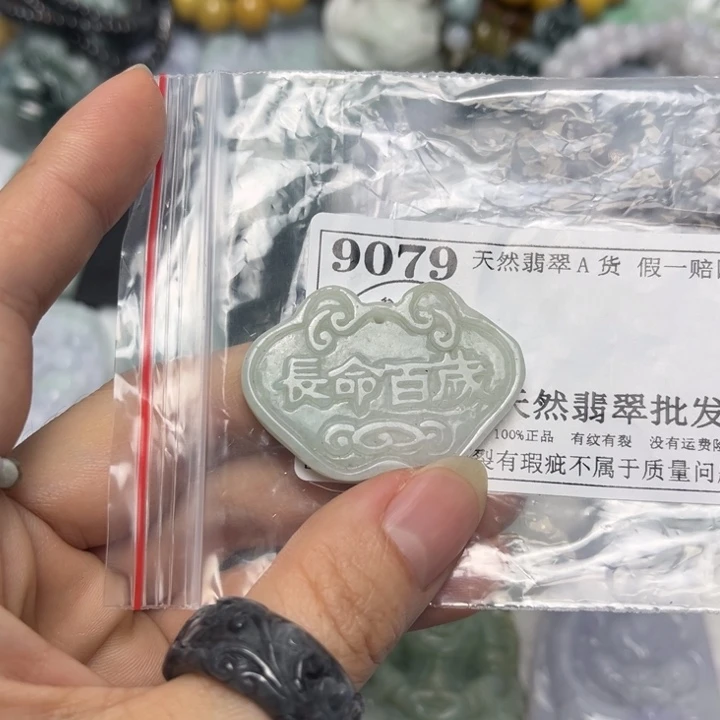 9079 天然翡翠A货 假一赔
長命百歲
天然翡翠批发
100%正品 有纹有裂 没有运费
裂有瑕疵不属于质量问